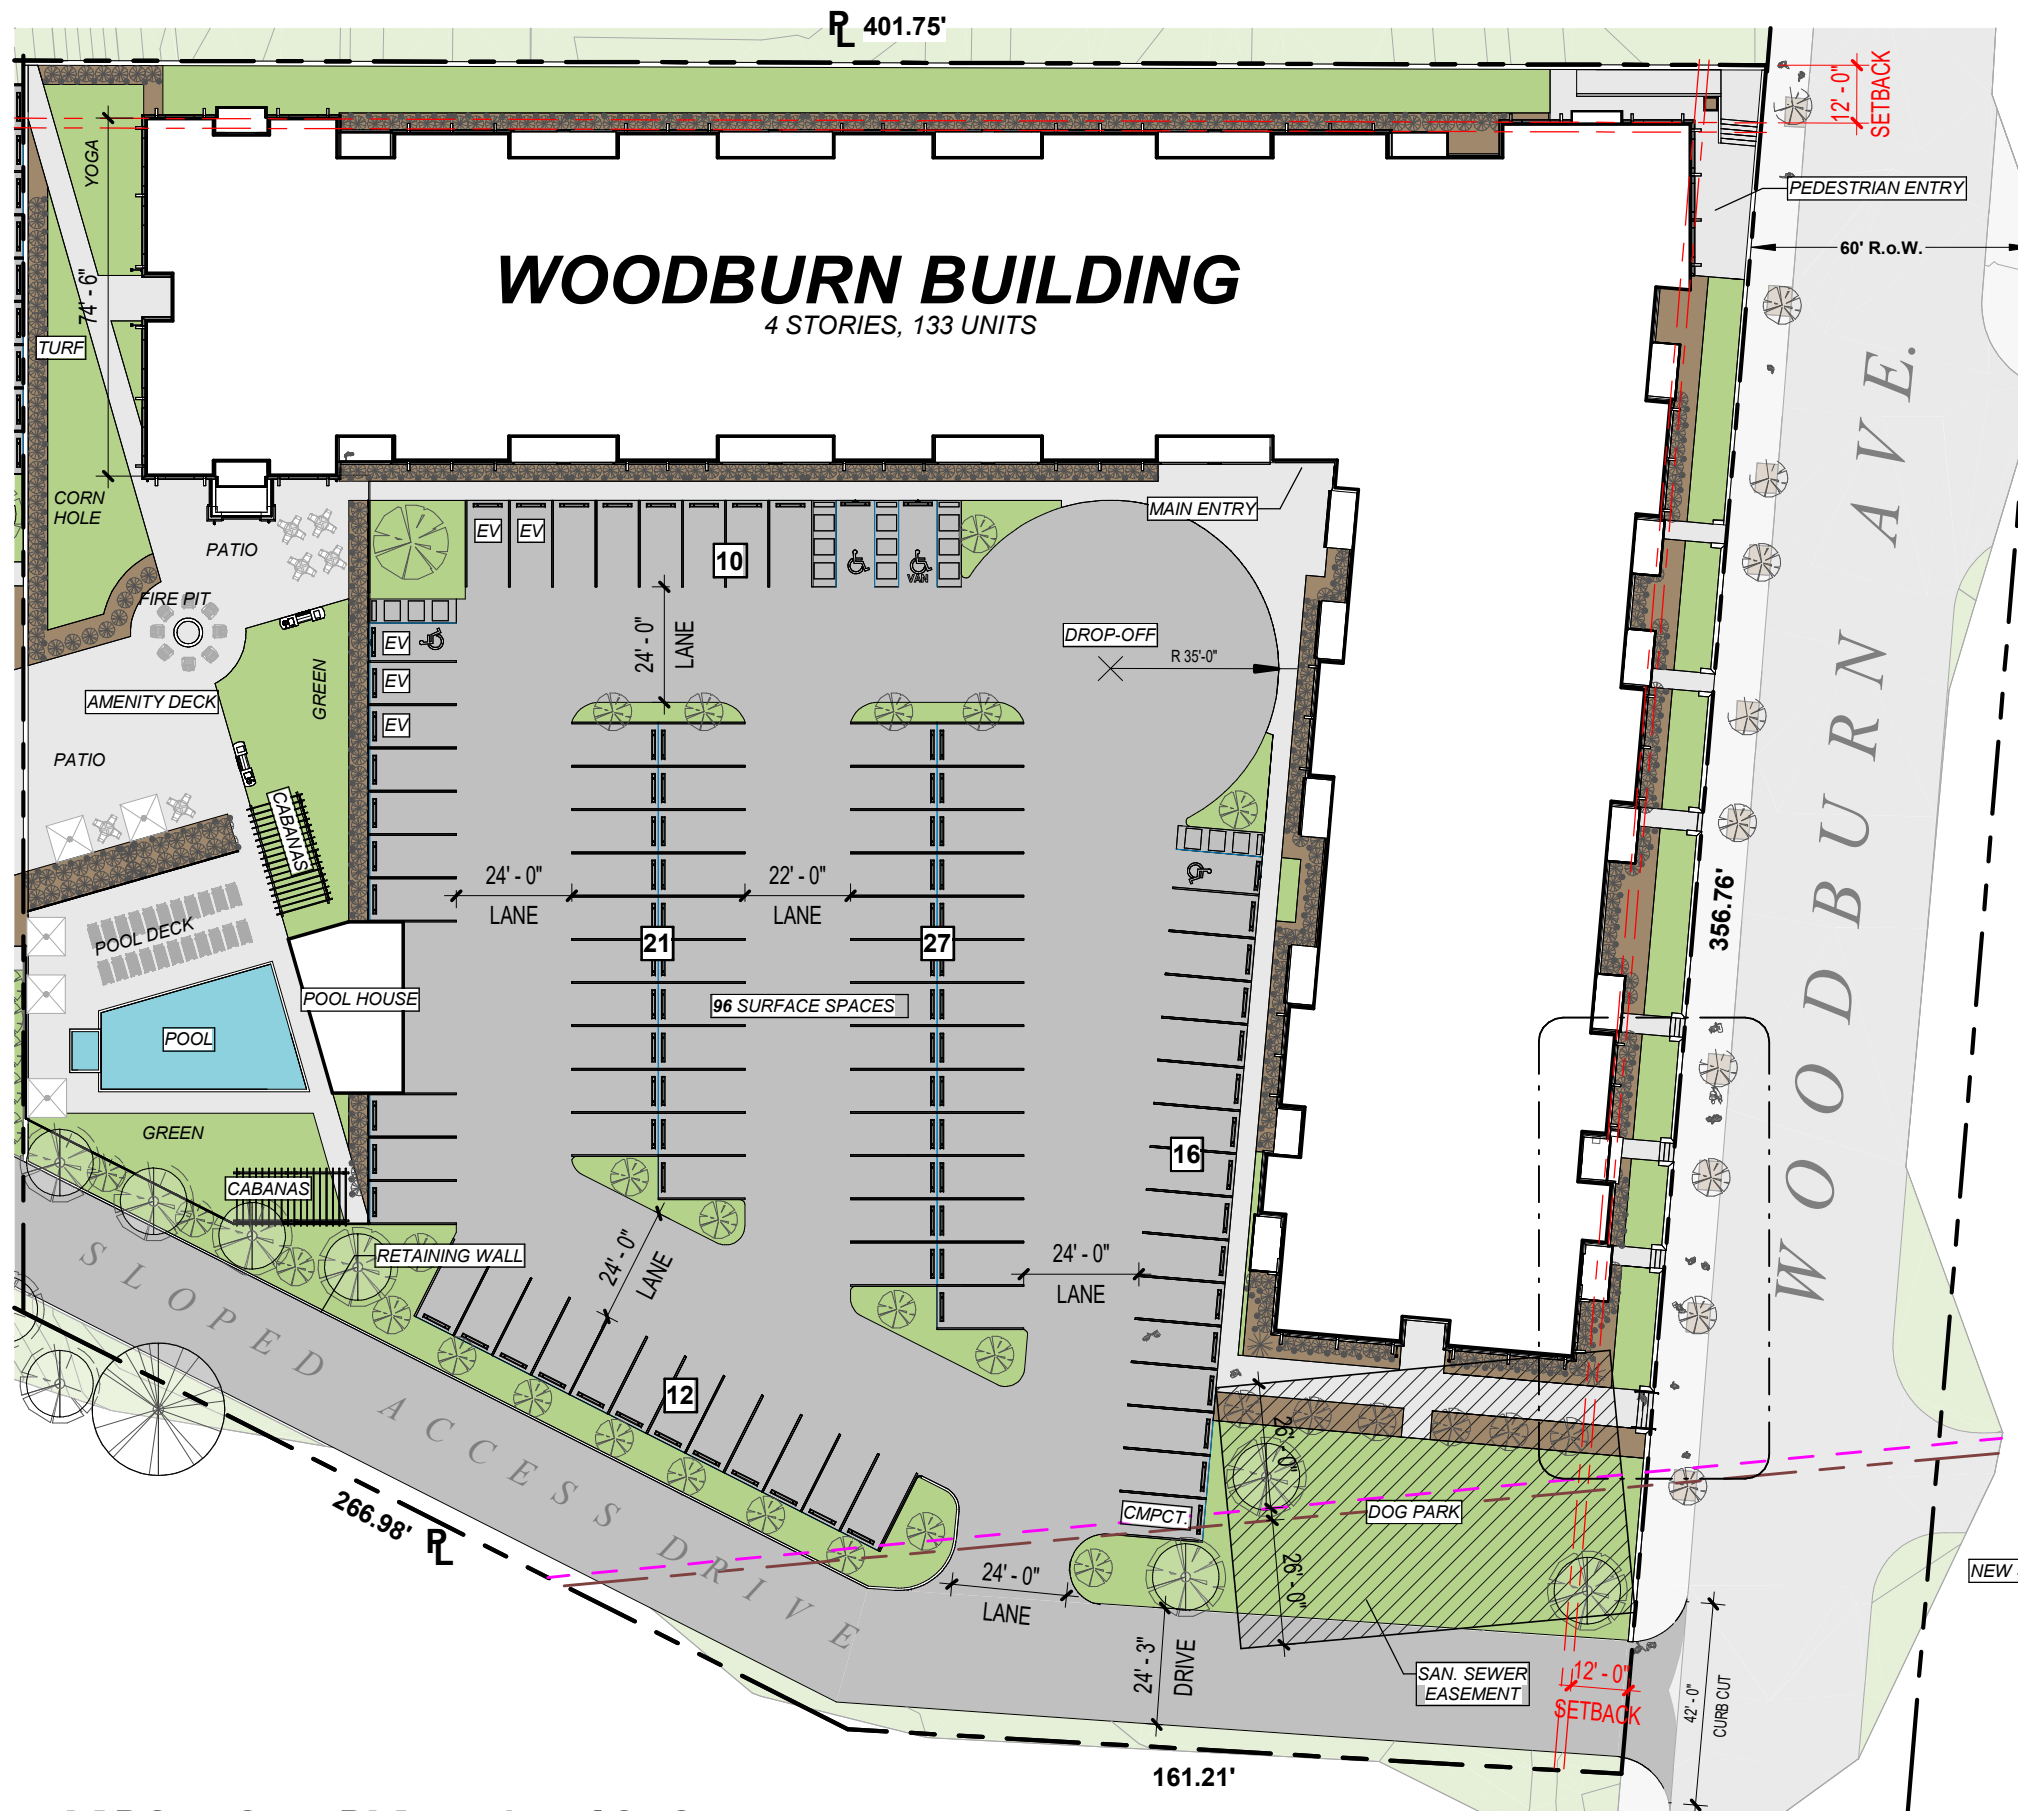 PL 401.75'
12' - 0"
SETBACK
YOGA
PEDESTRIAN ENTRY
60' R.o.W.
WOODBURN BUILDING
4 STORIES, 133 UNITS
74' - 6"
TURF
WOODBURN AVE.
CORN
HOLE
PATIO
MAIN ENTRY
EV
EV
10
VAN
FIRE PIT
24' - 0"
LANE
DROP-OFF
R 35'-0"
EV
EV
EV
GREEN
AMENITY DECK
PATIO
CABANAS
24' - 0"
LANE
22' - 0"
LANE
356.76'
POOL DECK
21
27
POOL HOUSE
96 SURFACE SPACES
POOL
GREEN
16
CABANAS
RETAINING WALL
24' - 0"
LANE
24' - 0"
LANE
SLOPED ACCESS DRIVE
12
26' - 0"
266.98' PL
CMPCT.
DOG PARK
24' - 0"
LANE
26' - 0"
NEW
24' - 3"
DRIVE
SAN. SEWER
EASEMENT
12' - 0"
SETBACK
42' - 0"
CURB CUT
161.21'